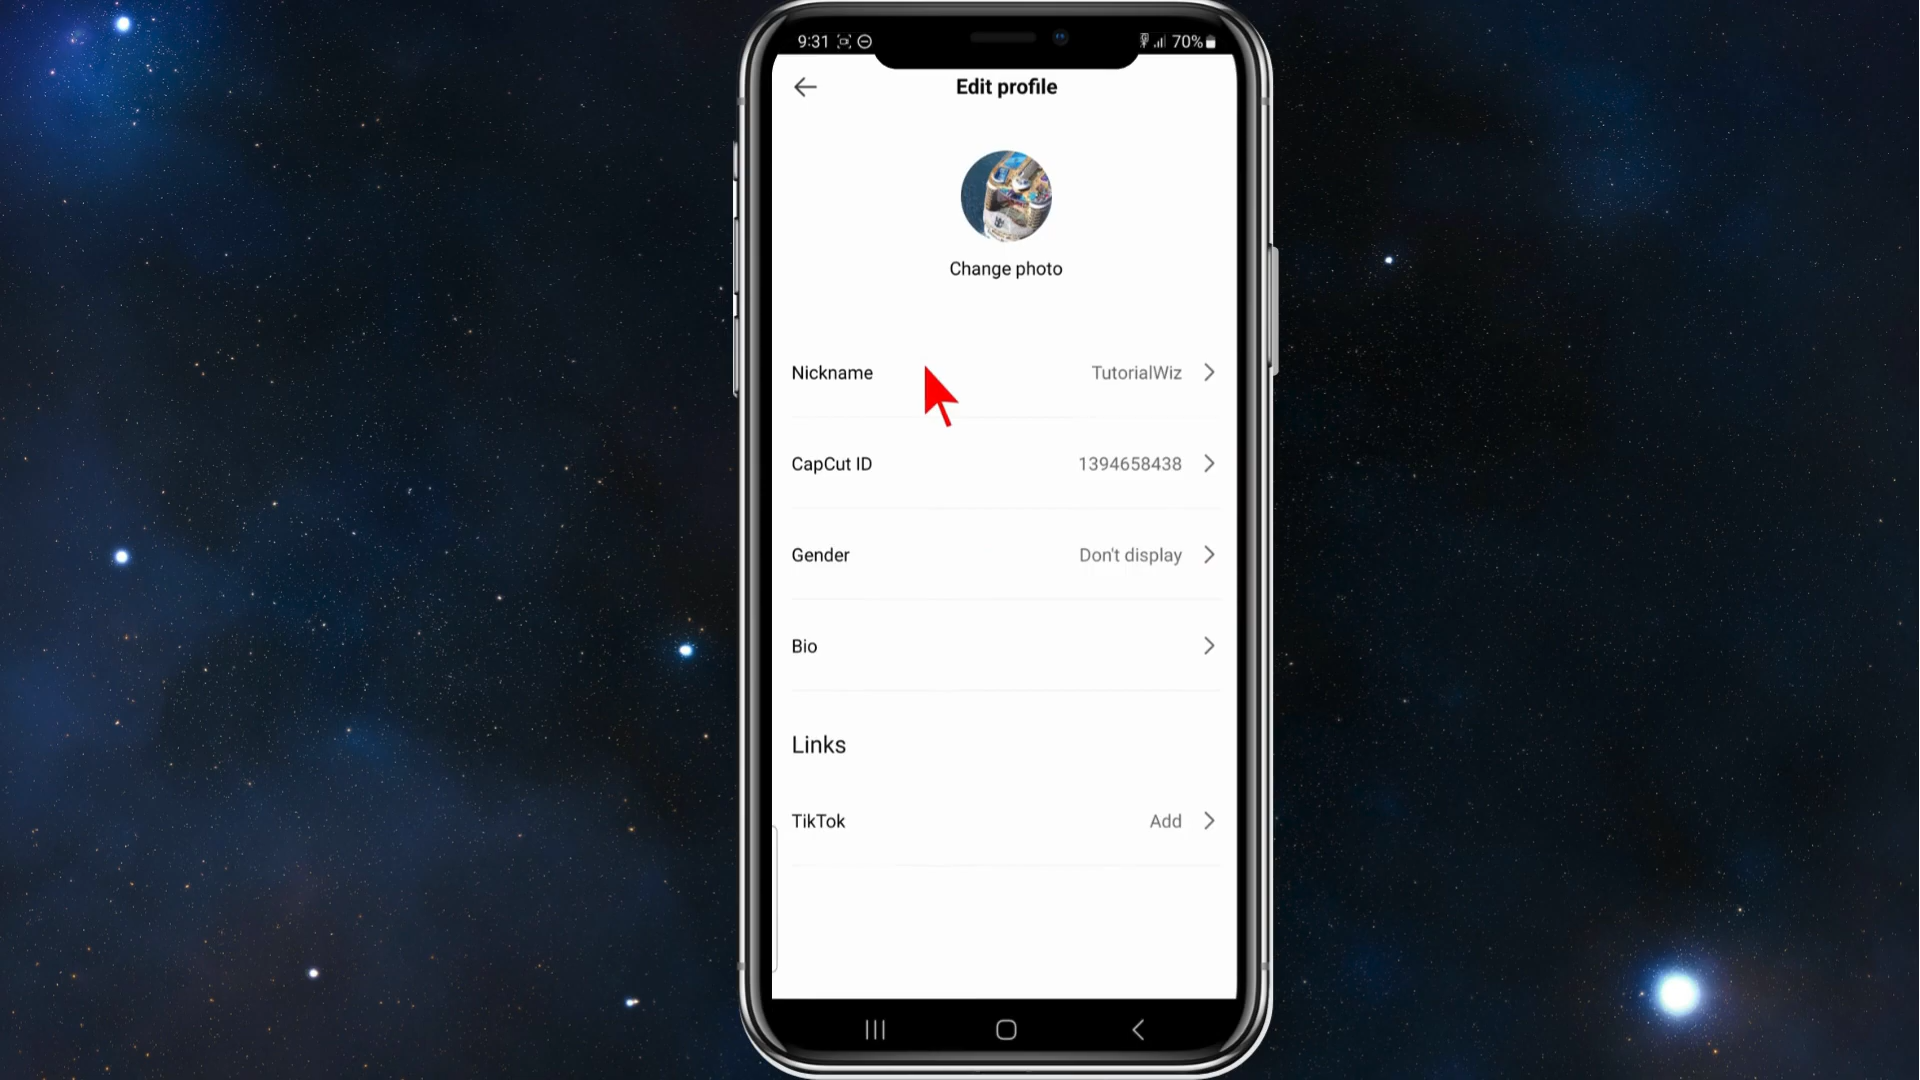 9:31 70%
Edit profile
Change photo
Nickname TutorialWiz
CapCut ID 1394658438
Gender Don't display
Bio
Links
TikTok Add